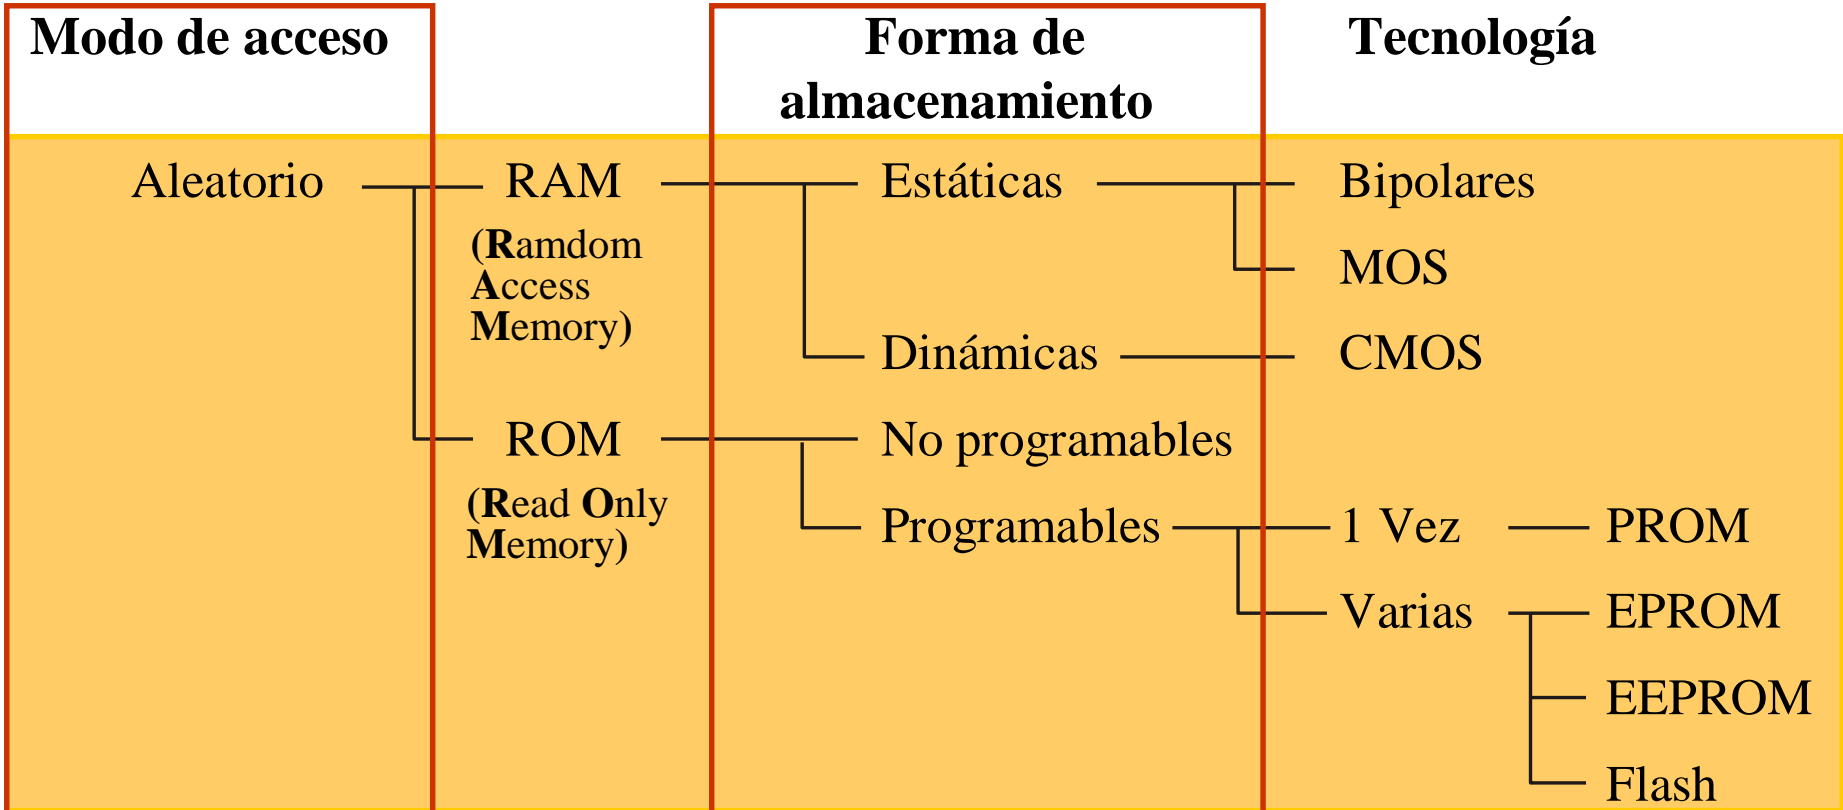 Modo de acceso
Forma de
almacenamiento
Tecnología
Aleatorio
RAM
(Ramdom
Access
Memory)
Estáticas
Bipolares
MOS
Dinámicas
CMOS
ROM
(Read Only
Memory)
No programables
Programables
1 Vez
PROM
Varias
EPROM
EEPROM
Flash